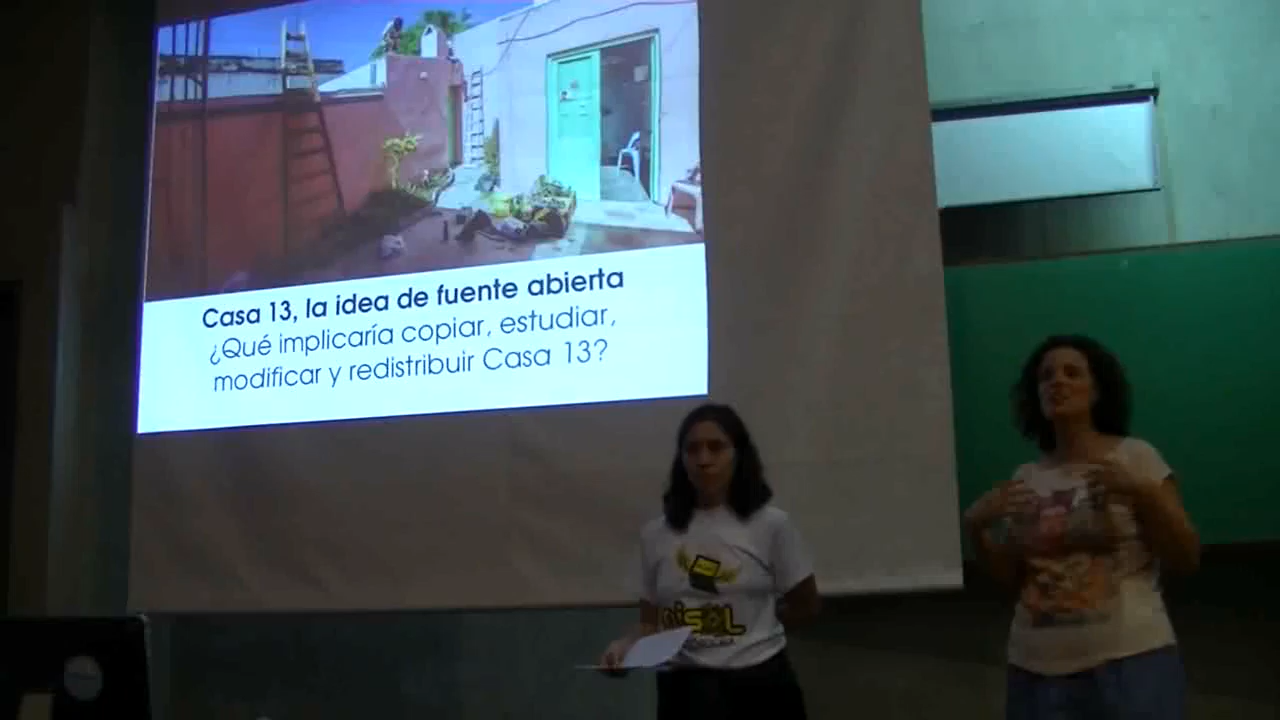 Casa 13, la idea de fuente abierta
¿Qué implicaría copiar, estudiar,
modificar y redistribuir Casa 13?